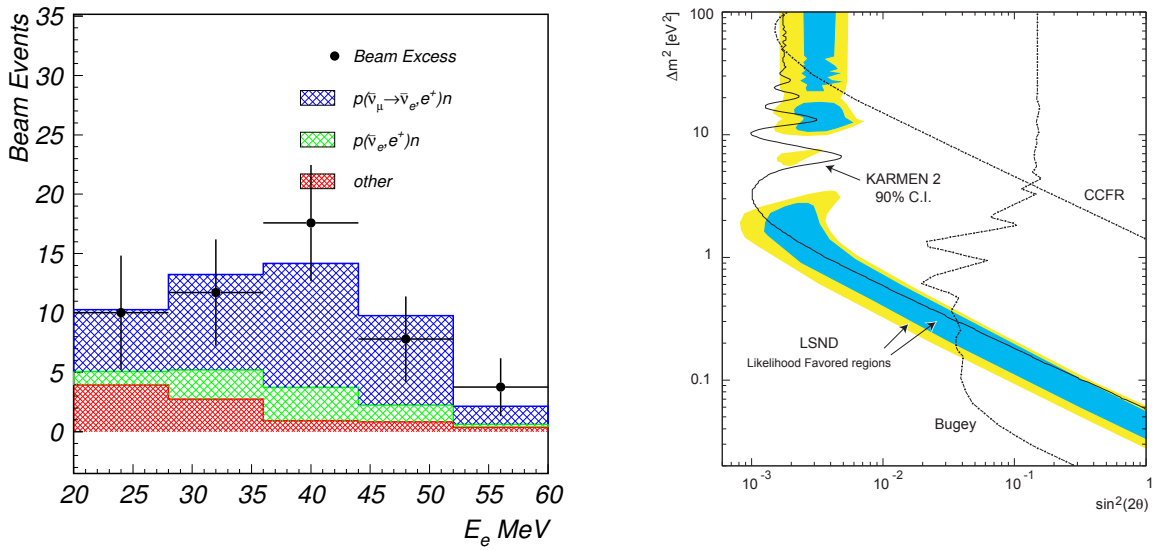 Beam Events
35
30
25
20
15
10
5
0
Beam Excess
p(ν̄μ→ν̄e,e⁺)n
p(ν̄e,e⁺)n
other
20 25 30 35 40 45 50 55 60
Ee MeV
Δm² [eV²]
100
10
1
0.1
KARMEN 2
90% C.I.
CCFR
LSND
Likelihood Favored regions
Bugey
10⁻³ 10⁻² 10⁻¹ 1
sin²(2θ)